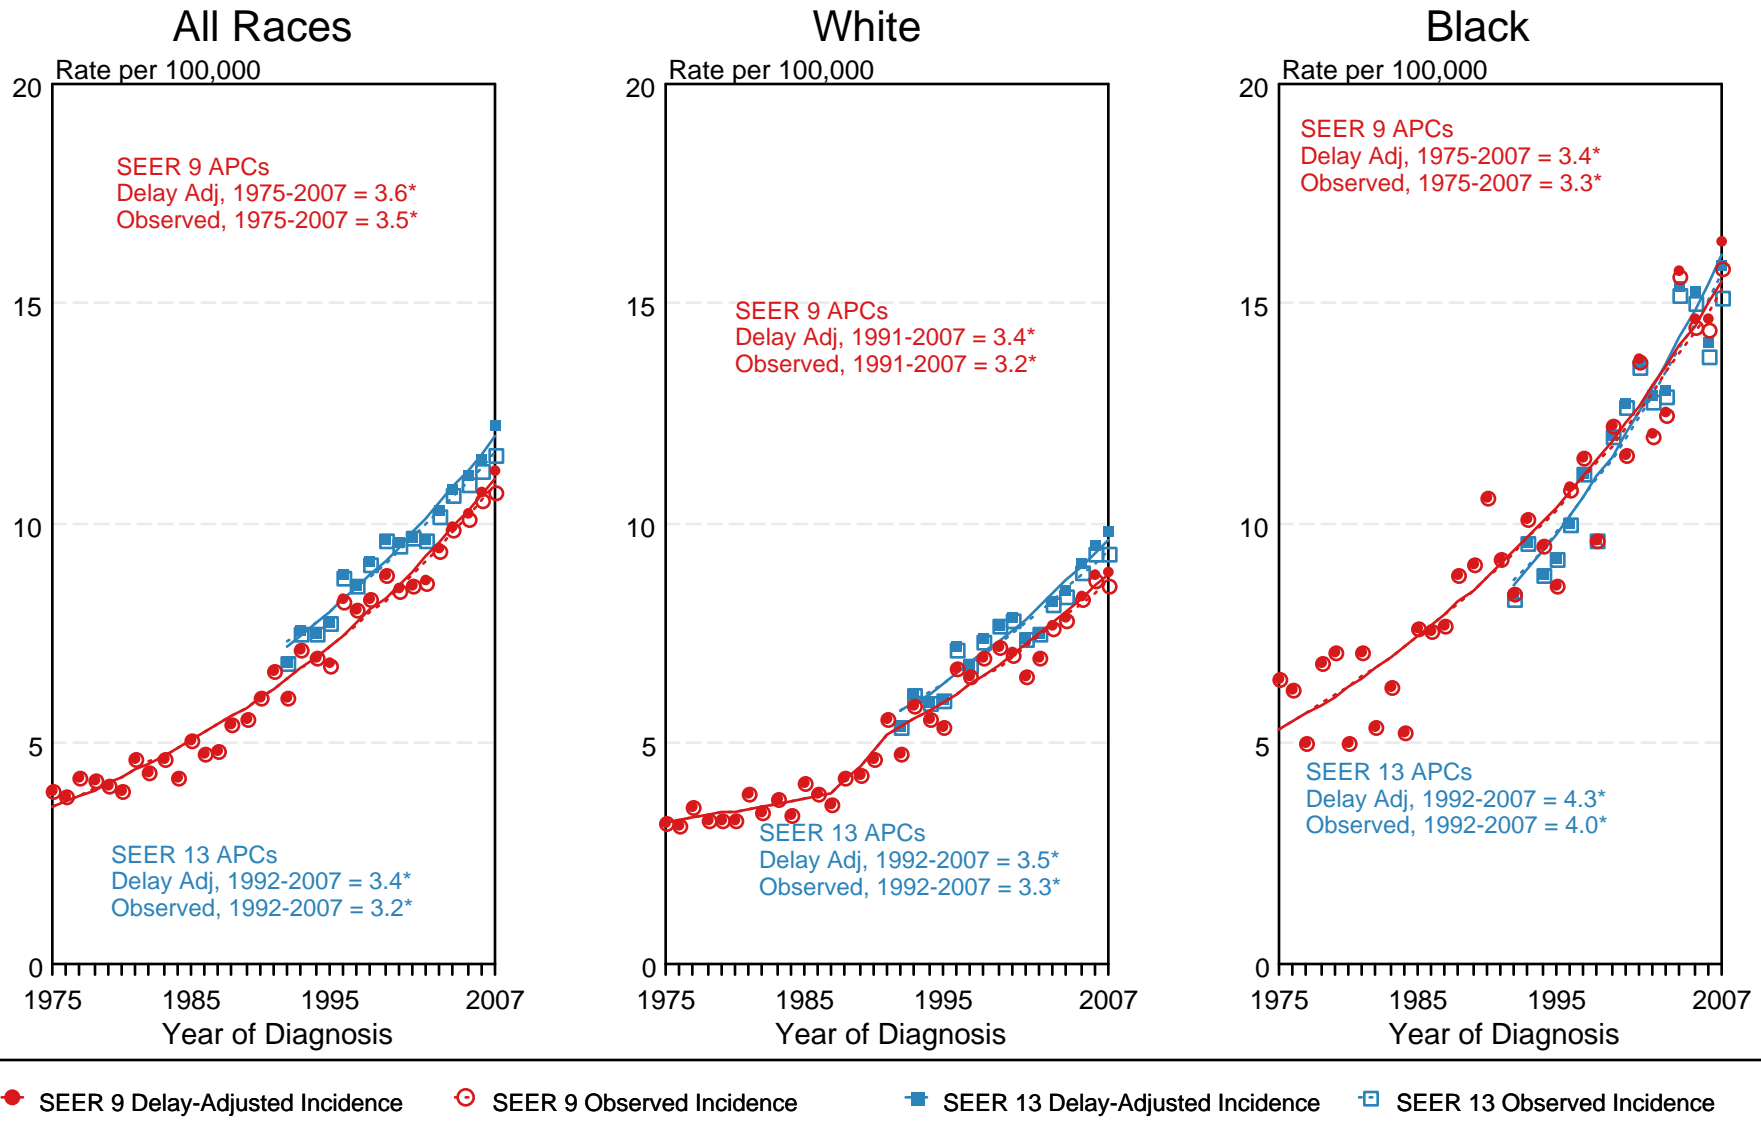 All Races
Rate per 100,000
20
15
10
5
0
SEER 9 APCs
Delay Adj, 1975-2007 = 3.6*
Observed, 1975-2007 = 3.5*
SEER 13 APCs
Delay Adj, 1992-2007 = 3.4*
Observed, 1992-2007 = 3.2*
1975 1985 1995 2007
Year of Diagnosis
White
Rate per 100,000
20
15
10
5
0
SEER 9 APCs
Delay Adj, 1991-2007 = 3.4*
Observed, 1991-2007 = 3.2*
SEER 13 APCs
Delay Adj, 1992-2007 = 3.5*
Observed, 1992-2007 = 3.3*
1975 1985 1995 2007
Year of Diagnosis
Black
Rate per 100,000
20
15
10
5
0
SEER 9 APCs
Delay Adj, 1975-2007 = 3.4*
Observed, 1975-2007 = 3.3*
SEER 13 APCs
Delay Adj, 1992-2007 = 4.3*
Observed, 1992-2007 = 4.0*
1975 1985 1995 2007
Year of Diagnosis
SEER 9 Delay-Adjusted Incidence SEER 9 Observed Incidence SEER 13 Delay-Adjusted Incidence SEER 13 Observed Incidence